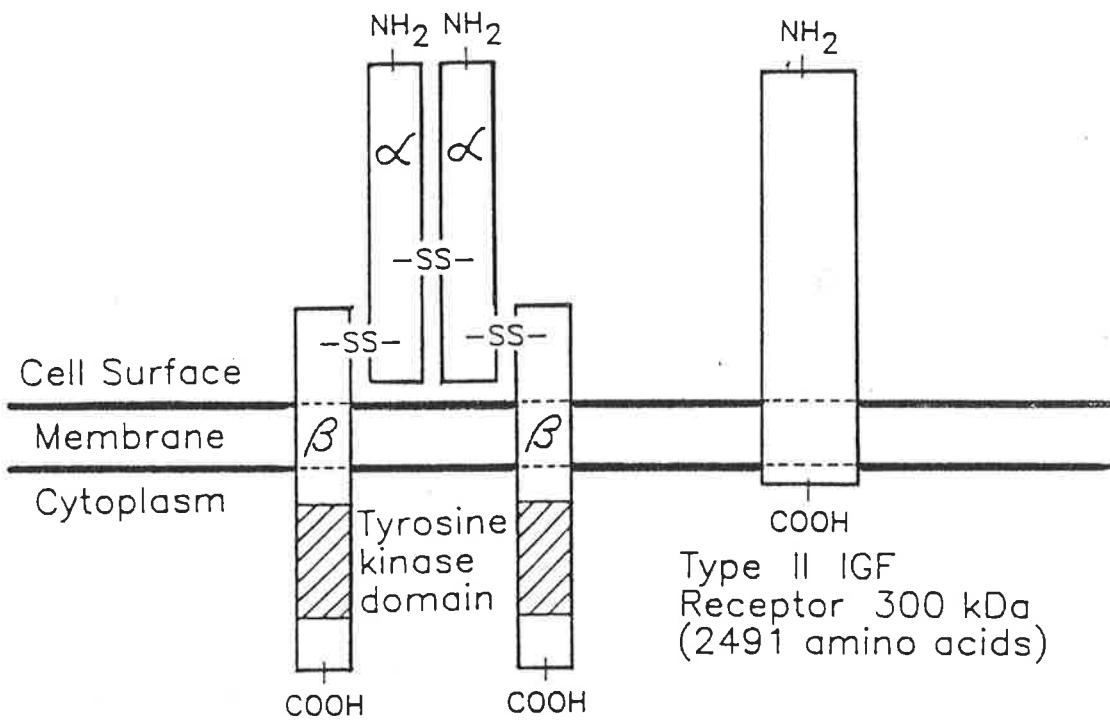 NH2
NH2
NH2
α
α
-SS-
-SS-
-SS-
Cell Surface
Membrane
β
β
Cytoplasm
Tyrosine
kinase
domain
COOH
COOH
COOH
Type II IGF
Receptor 300 kDa
(2491 amino acids)